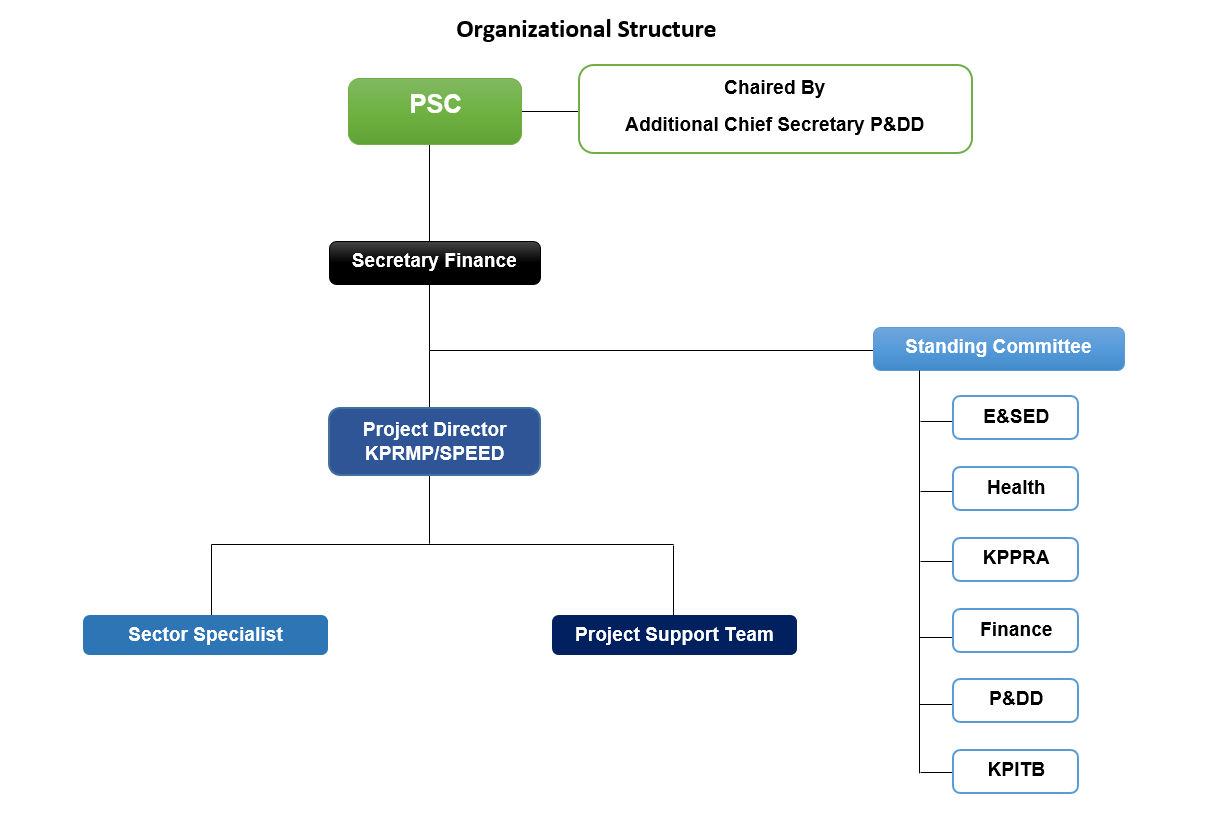 Organizational Structure
PSC
Chaired By
Additional Chief Secretary P&DD
Secretary Finance
Standing Committee
E&SED
Project Director
KPRMP/SPEED
Health
KPPRA
Finance
Sector Specialist
Project Support Team
P&DD
KPITB